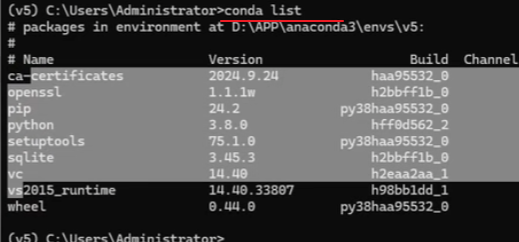 (v5) C:\Users\Administrator>conda list
# packages in environment at D:\APP\anaconda3\envs\v5:
#
# Name Version Build Channel
ca-certificates 2024.9.24 haa95532_0
openssl 1.1.1w h2bbff1b_0
pip 24.2 py38haa95532_0
python 3.8.0 hff0d562_2
setuptools 75.1.0 py38haa95532_0
sqlite 3.45.3 h2bbff1b_0
vc 14.40 h2eaa2aa_1
vs2015_runtime 14.40.33807 h98bb1dd_1
wheel 0.44.0 py38haa95532_0
(v5) C:\Users\Administrator>